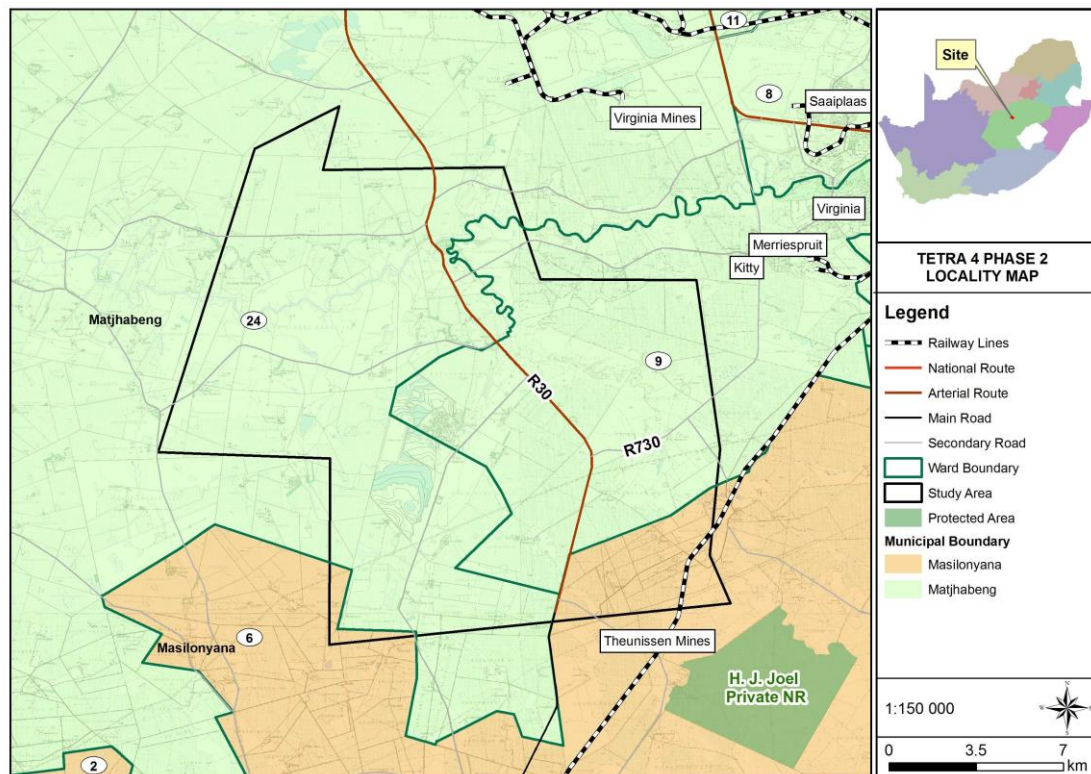 11
8
Saaiplaas
Virginia Mines
Virginia
Merriespruit
Kitty
Matjhabeng
24
9
R30
R730
Masilonyana
6
Theunissen Mines
H. J. Joel
Private NR
2
Site
TETRA 4 PHASE 2
LOCALITY MAP
Legend
Railway Lines
National Route
Arterial Route
Main Road
Secondary Road
Ward Boundary
Study Area
Protected Area
Municipal Boundary
Masilonyana
Matjhabeng
1:150 000
N
W E
S
0 3.5 7
km